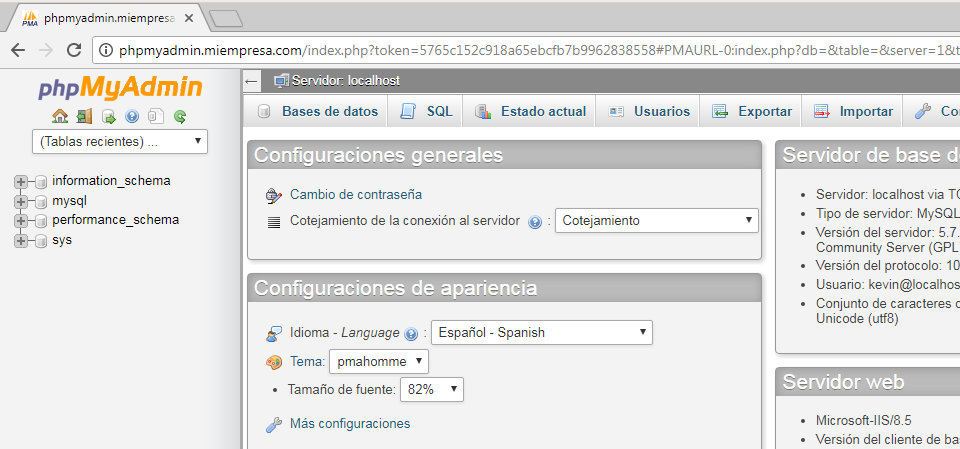 phpmyadmin.miempresa
phpmyadmin.miempresa.com/index.php?token=5765c152c918a65ebcfb7b9962838558#PMAURL-0:index.php?db=&table=&server=1&t
phpMyAdmin
(Tablas recientes) ...
information_schema
mysql
performance_schema
sys
Servidor: localhost
Bases de datos SQL Estado actual Usuarios Exportar Importar Co
Configuraciones generales
Cambio de contraseña
Cotejamiento de la conexión al servidor : Cotejamiento
Configuraciones de apariencia
Idioma - Language : Español - Spanish
Tema: pmahomme
Tamaño de fuente: 82%
Más configuraciones
Servidor de base d
Servidor: localhost via TC
Tipo de servidor: MySQL
Versión del servidor: 5.7.
Community Server (GPL
Versión del protocolo: 10
Usuario: kevin@localhos
Conjunto de caracteres d
Unicode (utf8)
Servidor web
Microsoft-IIS/8.5
Versión del cliente de ba